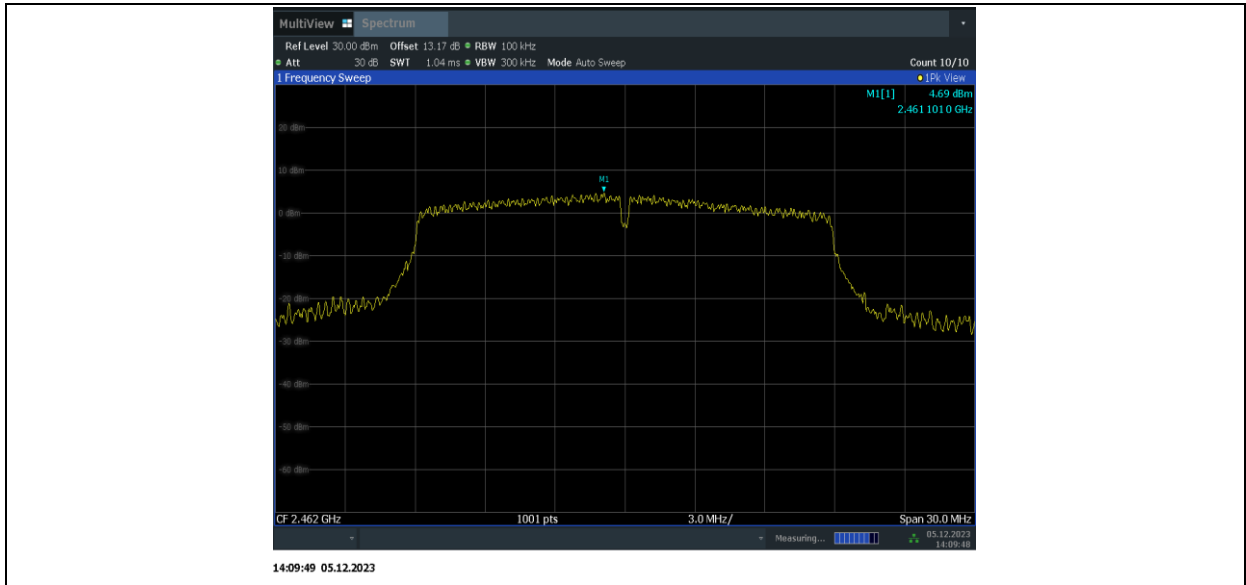 MultiView Spectrum
Ref Level 30.00 dBm Offset 13.17 dB RBW 100 kHz
Att 30 dB SWT 1.04 ms VBW 300 kHz Mode Auto Sweep Count 10/10
1 Frequency Sweep 1Pk View
M1[1] 4.69 dBm
2.461 101 0 GHz
20 dBm
10 dBm
M1
0 dBm
-10 dBm
-20 dBm
-30 dBm
-40 dBm
-50 dBm
-60 dBm
CF 2.462 GHz 1001 pts 3.0 MHz/ Span 30.0 MHz
Measuring... 05.12.2023
14:09:48
14:09:49 05.12.2023